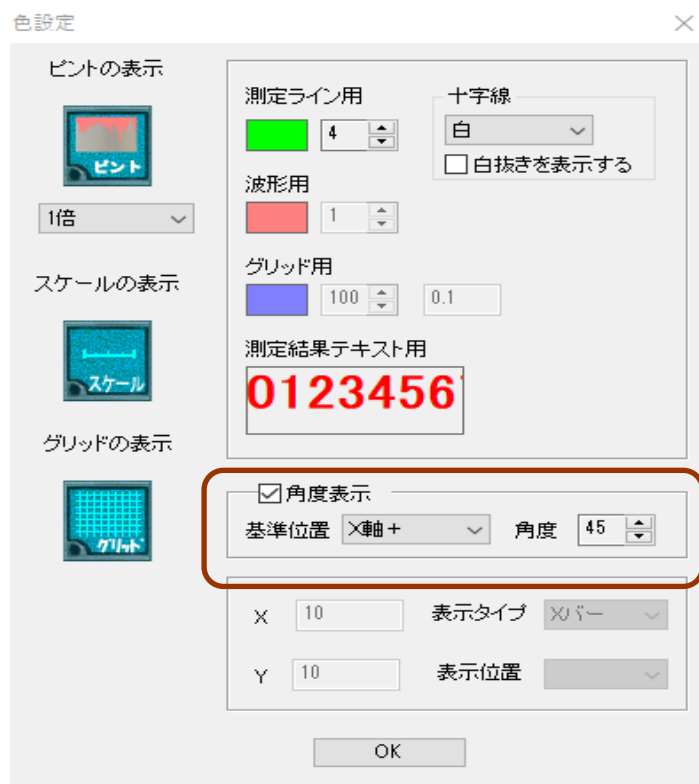 色設定
ピントの表示
ピント
1倍
スケールの表示
スケール
グリッドの表示
グリット
測定ライン用
4
十字線
白
白抜きを表示する
波形用
1
グリッド用
100
0.1
測定結果テキスト用
0123456
角度表示
基準位置
X軸+
角度
45
X
10
表示タイプ
Xバー
Y
10
表示位置
OK